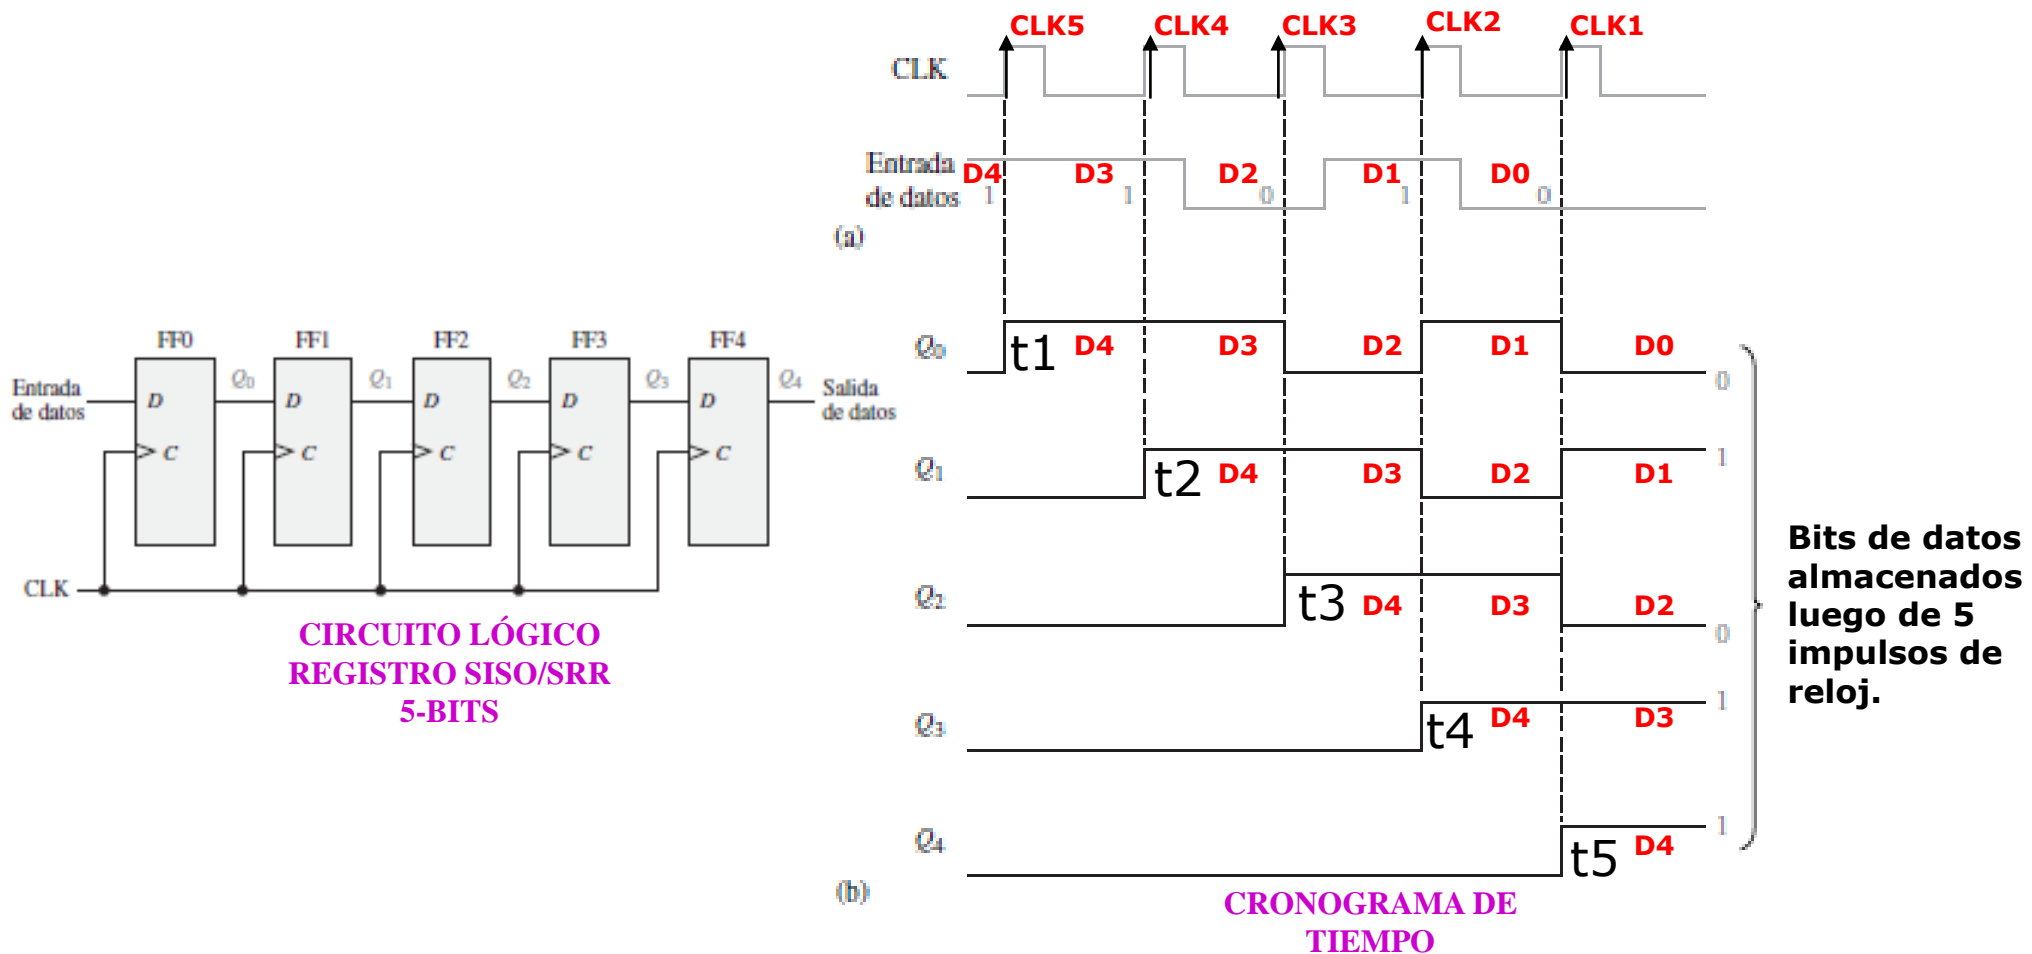 CLK5 CLK4 CLK3 CLK2 CLK1
CLK
Entrada
de datos
D4 D3 D2 D1 D0
1 1 0 1 0
(a)
FF0 FF1 FF2 FF3 FF4
Entrada
de datos
D Q0 D Q1 D Q2 D Q3 D Q4
Salida
de datos
C C C C C
CLK
CIRCUITO LÓGICO
REGISTRO SISO/SRR
5-BITS
Q0 t1 D4 D3 D2 D1 D0 0
Q1 t2 D4 D3 D2 D1 1
Q2 t3 D4 D3 D2 0
Q3 t4 D4 D3 1
Q4 t5 D4 1
(b)
CRONOGRAMA DE
TIEMPO
Bits de datos
almacenados
luego de 5
impulsos de
reloj.